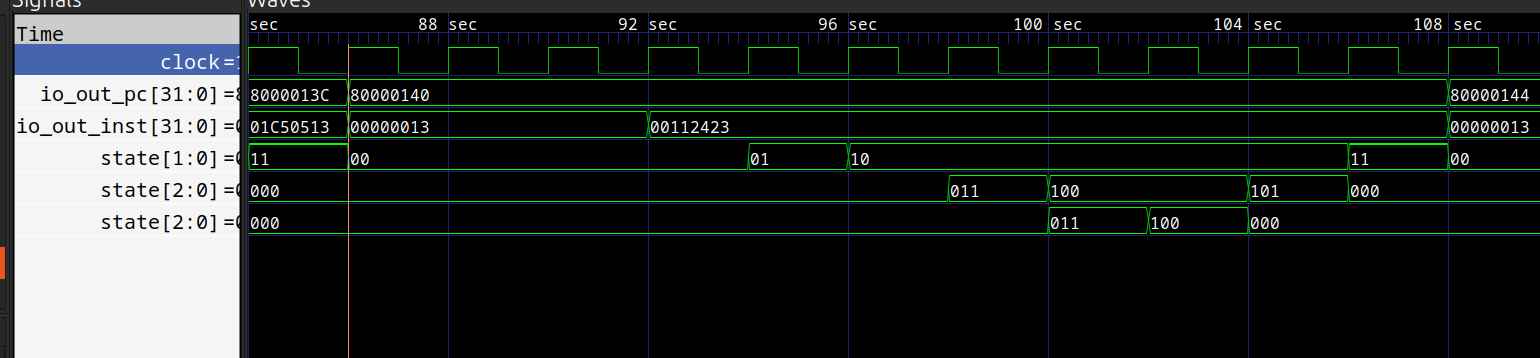 Signals Waves
Time sec 88 sec 92 sec 96 sec 100 sec 104 sec 108 sec
clock=
io_out_pc[31:0]=8 8000013C 80000140 80000144
io_out_inst[31:0]=0 01C50513 00000013 00112423 00000013
state[1:0]=0 11 00 01 10 11 00
state[2:0]=0 000 011 100 101 000
state[2:0]=0 000 011 100 000